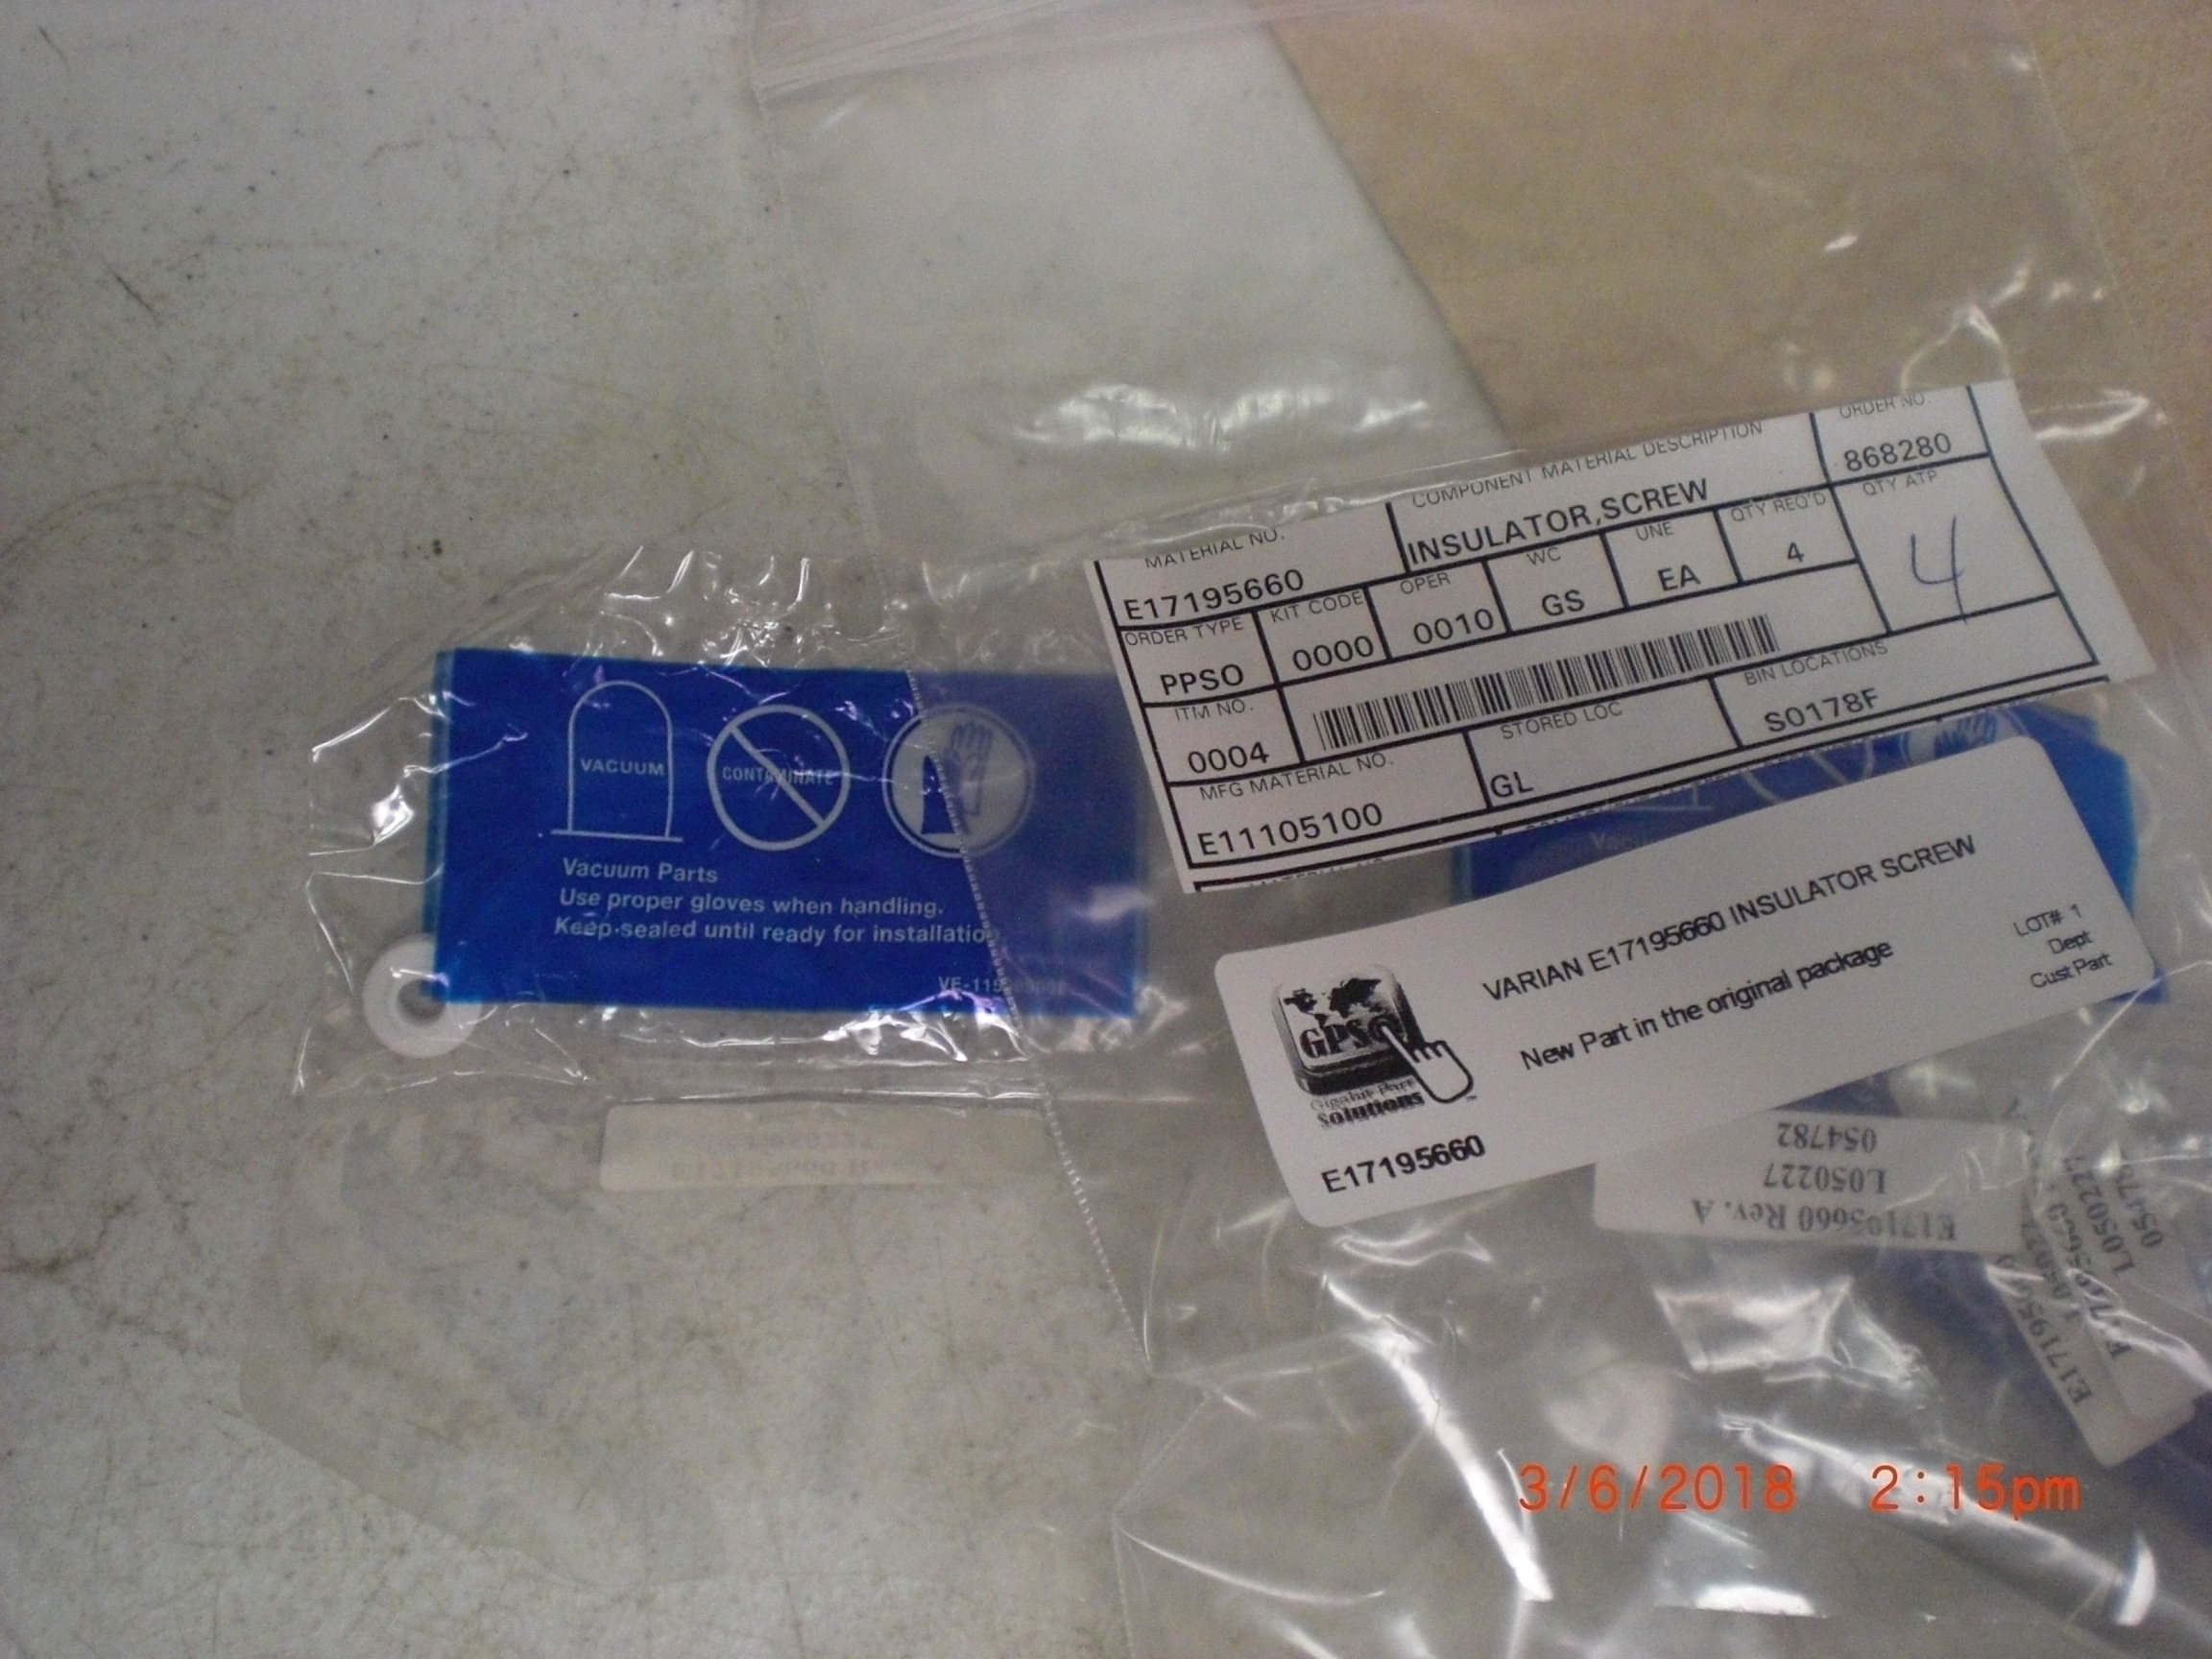 MATERIAL NO.
E17195660
COMPONENT MATERIAL DESCRIPTION
INSULATOR,SCREW
ORDER NO.
868280
ORDER TYPE
PPSO
KIT CODE
0000
OPER
0010
WC
GS
UNE
EA
QTY REQ'D
4
QTY ATP
4
ITM NO.
0004
MFG MATERIAL NO.
E11105100
STORED LOC
GL
BIN LOCATIONS
S0178F
VACUUM
CONTAMINATE
Vacuum Parts
Use proper gloves when handling.
Keep sealed until ready for installatio
VARIAN E17195660 INSULATOR SCREW
New Part in the original package
LOT# 1
Dept
Cust Part
GPS
Gigabit Part
Solutions
E17195660
E17195660 Rev. A
L050227
054782
3/6/2018 2:15pm